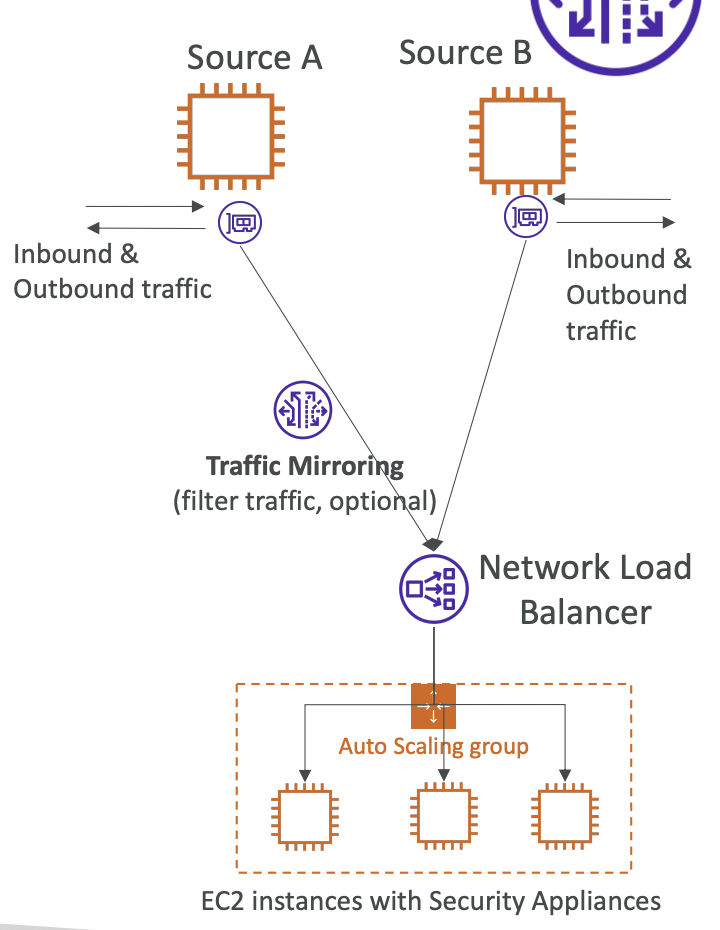 Source A
Source B
Inbound &
Outbound traffic
Inbound &
Outbound
traffic
Traffic Mirroring
(filter traffic, optional)
Network Load
Balancer
Auto Scaling group
EC2 instances with Security Appliances